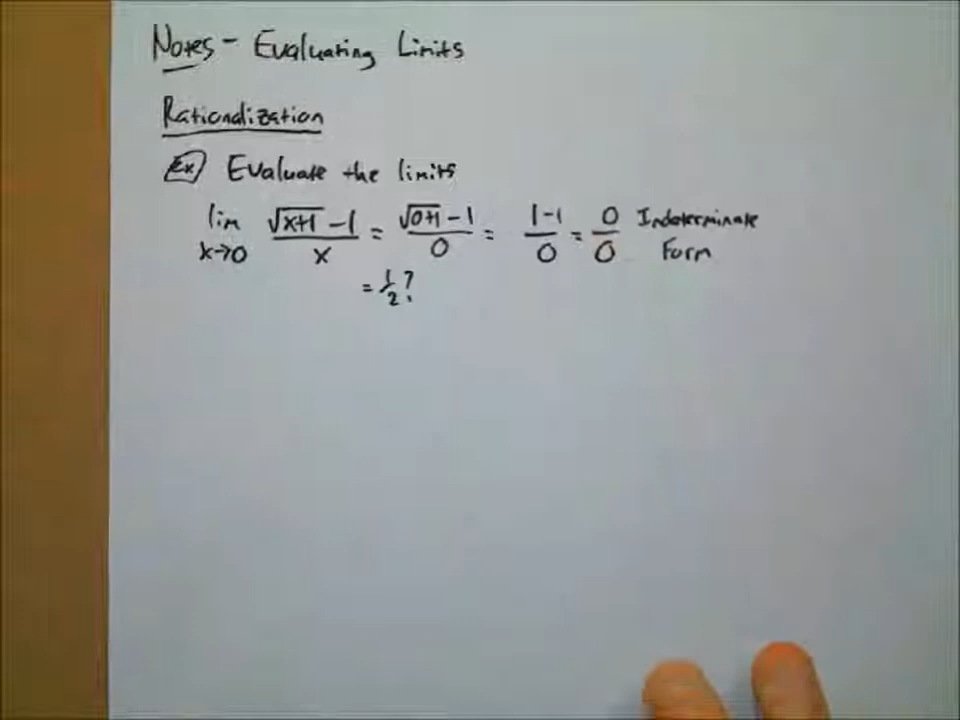 Notes - Evaluating Limits
Rationalization
Ex Evaluate the limits
lim x→0 (√(x+1) - 1)/x = (√(0+1) - 1)/0 = (1-1)/0 = 0/0 Indeterminate Form
= 1/2?